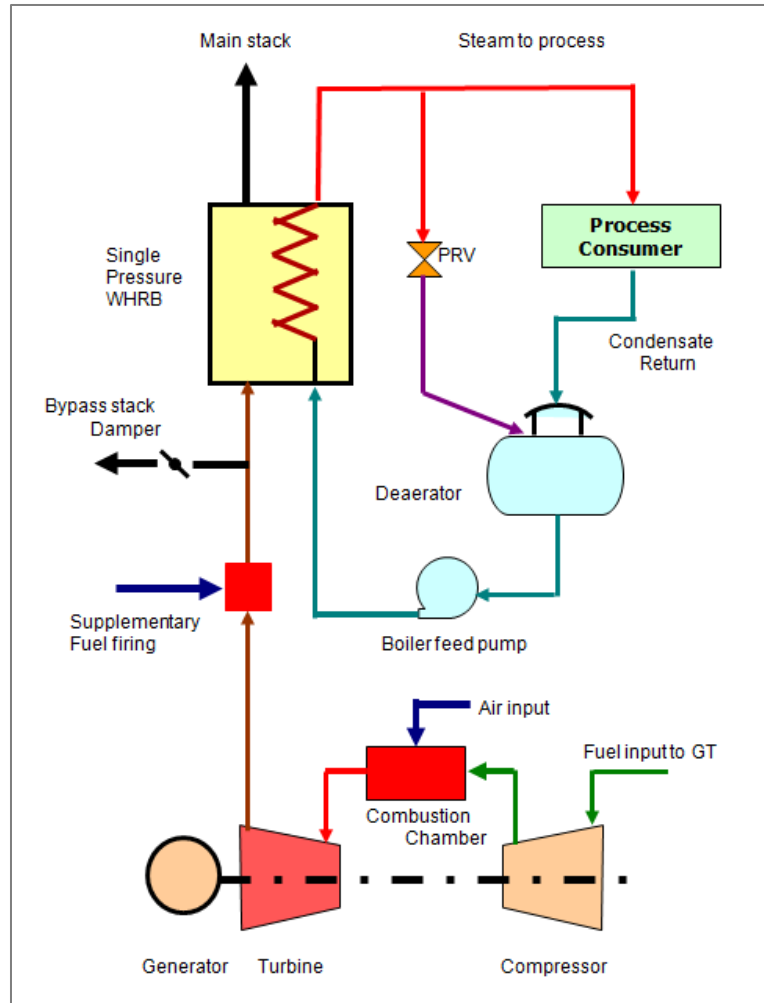 Main stack
Steam to process
Single
Pressure
WHRB
PRV
Process
Consumer
Condensate
Return
Bypass stack
Damper
Deaerator
Supplementary
Fuel firing
Boiler feed pump
Air input
Fuel input to GT
Combustion
Chamber
Generator
Turbine
Compressor